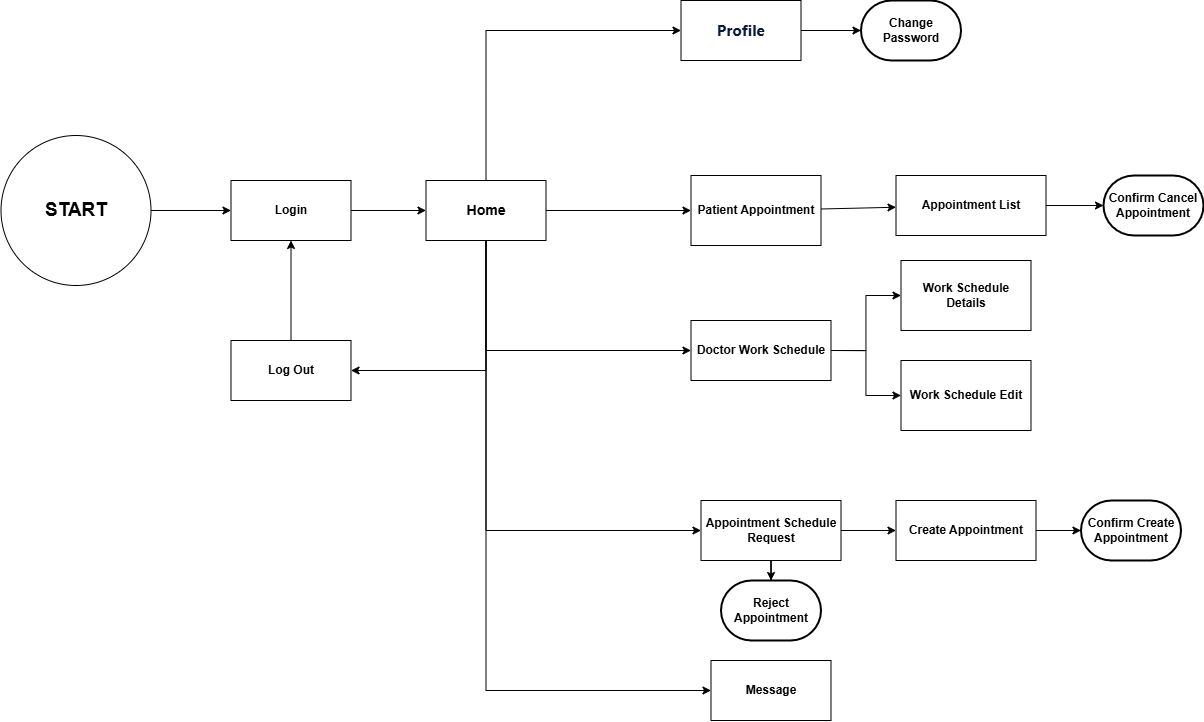 Profile
Change
Password
START
Login
Home
Patient Appointment
Appointment List
Confirm Cancel
Appointment
Work Schedule
Details
Log Out
Doctor Work Schedule
Work Schedule Edit
Appointment Schedule
Request
Create Appointment
Confirm Create
Appointment
Reject
Appointment
Message